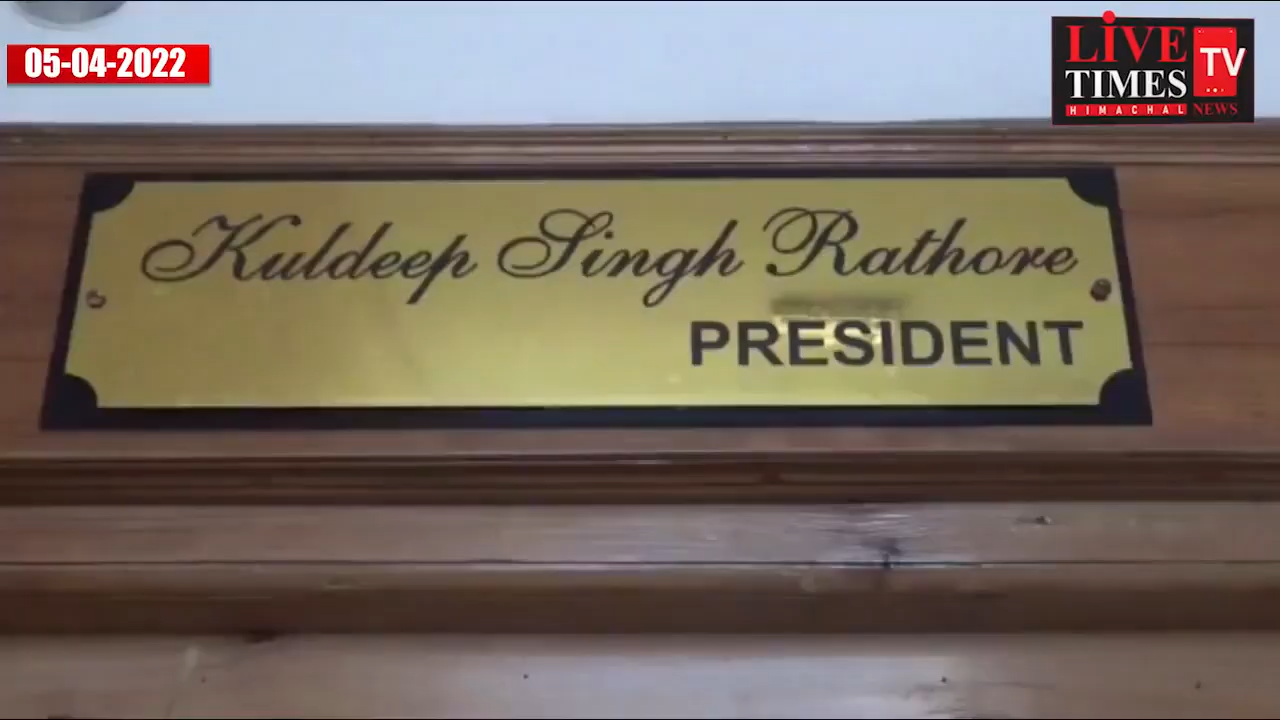 05-04-2022
LIVE
TIMES
TV
HIMACHAL NEWS
Kuldeep Singh Rathore
PRESIDENT